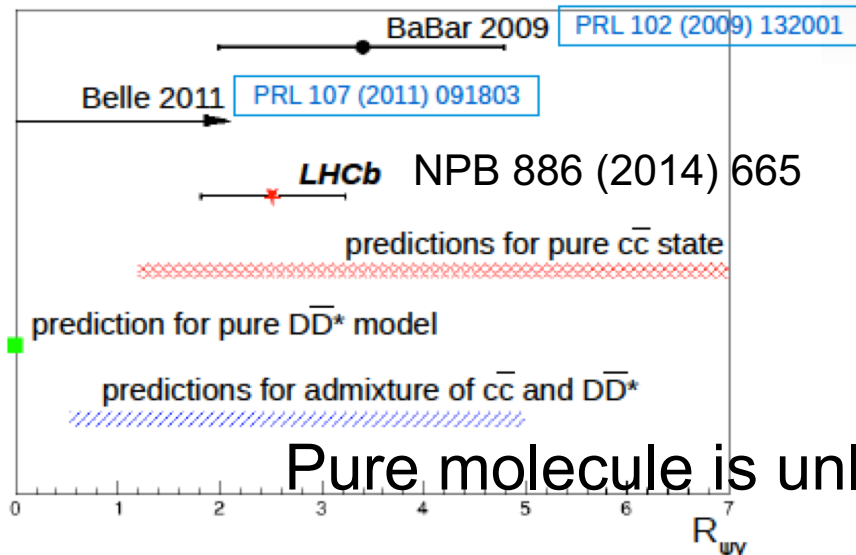 BaBar 2009 PRL 102 (2009) 132001
Belle 2011 PRL 107 (2011) 091803
LHCb NPB 886 (2014) 665
predictions for pure cc̅ state
prediction for pure DD̅* model
predictions for admixture of cc̅ and DD̅*
Pure molecule is unl
0 1 2 3 4 5 6 7
R_ψγ